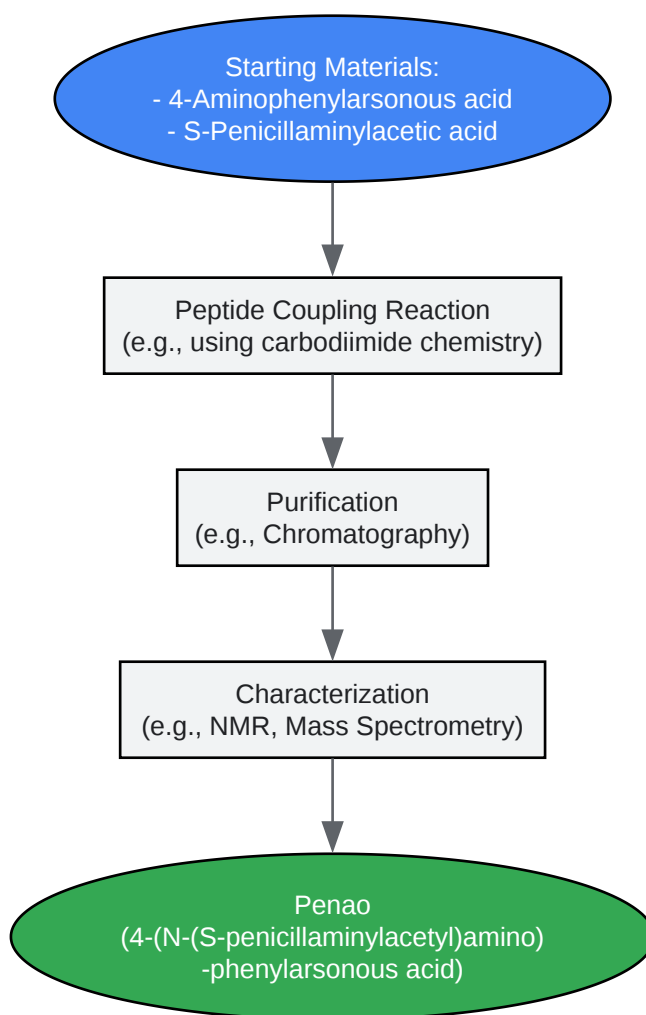 Starting Materials:
- 4-Aminophenylarsonous acid
- S-Penicillaminylacetic acid
Peptide Coupling Reaction
(e.g., using carbodiimide chemistry)
Purification
(e.g., Chromatography)
Characterization
(e.g., NMR, Mass Spectrometry)
Penao
(4-(N-(S-penicillaminylacetyl)amino)
-phenylarsonous acid)